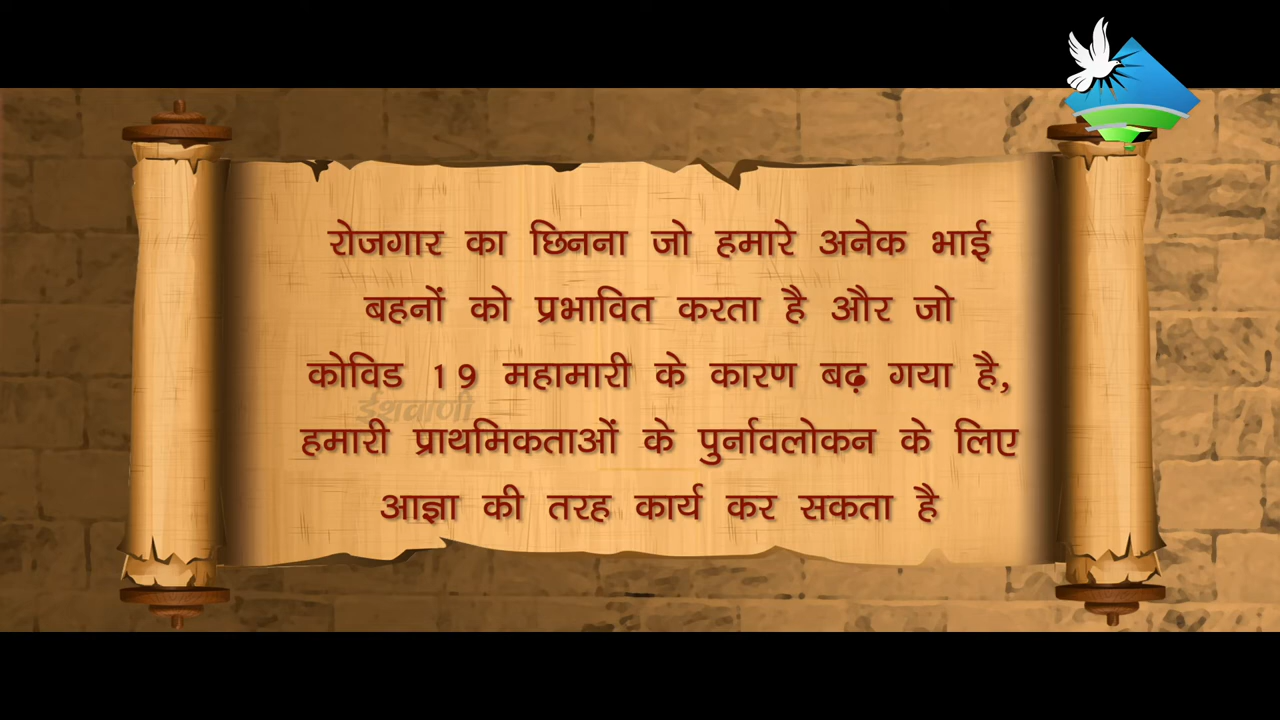 रोजगार का छिनना जो हमारे अनेक भाई
बहनों को प्रभावित करता है और जो
कोविड 19 महामारी के कारण बढ़ गया है,
ईशवाणी
हमारी प्राथमिकताओं के पुर्नावलोकन के लिए
आज्ञा की तरह कार्य कर सकता है